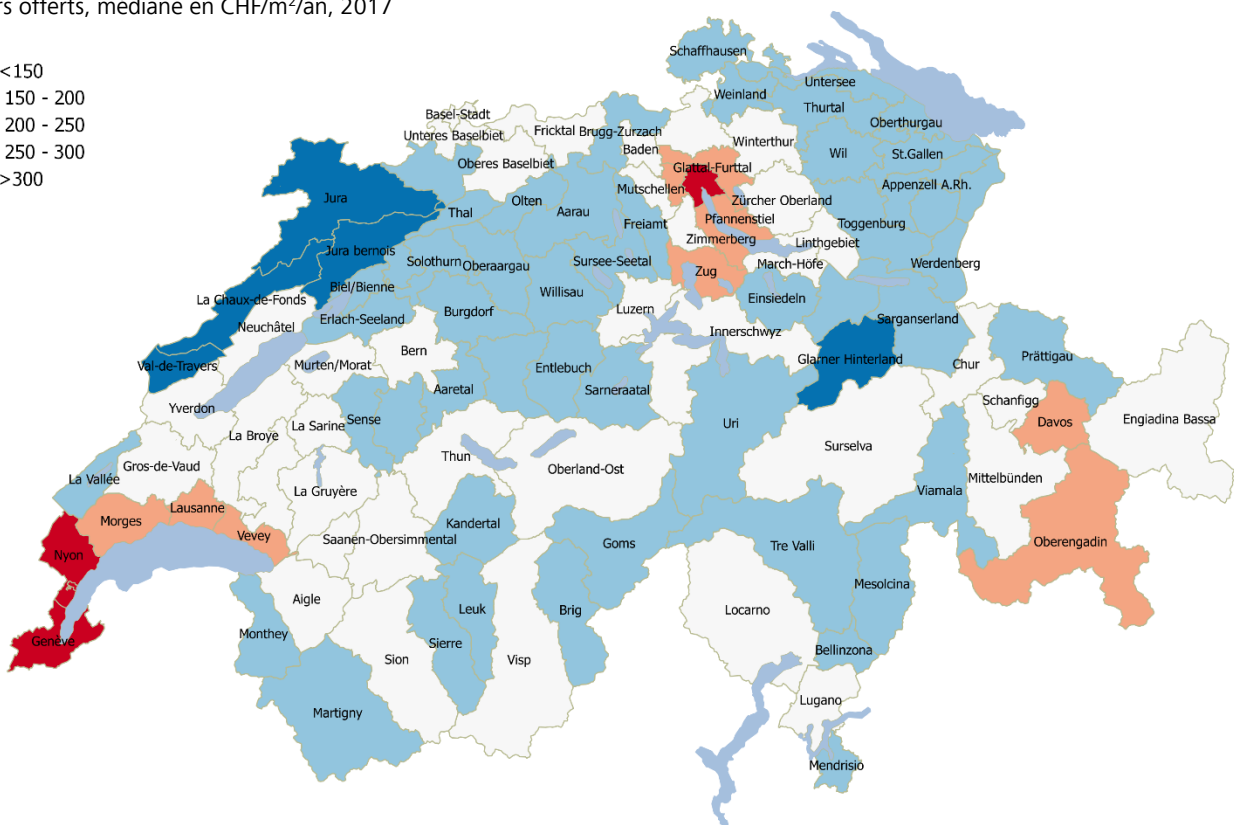 rs offerts, médiane en CHF/m²/an, 2017
<150
150 - 200
200 - 250
250 - 300
>300
Schaffhausen
Untersee
Weinland
Thurtal
Basel-Stadt
Oberthurgau
Unteres Baselbiet
Fricktal
Brugg-Zurzach
Winterthur
Baden
Wil
St.Gallen
Oberes Baselbiet
Glattal-Furttal
Appenzell A.Rh.
Jura
Mutschellen
Olten
Zürcher Oberland
Thal
Aarau
Freiamt
Pfannenstiel
Toggenburg
Zimmerberg
Linthgebiet
Jura bernois
Solothurn
Oberaargau
Sursee-Seetal
March-Höfe
Werdenberg
Zug
Biel/Bienne
Willisau
La Chaux-de-Fonds
Einsiedeln
Luzern
Burgdorf
Erlach-Seeland
Sarganserland
Neuchâtel
Innerschwyz
Bern
Glarner Hinterland
Prättigau
Val-de-Travers
Murten/Morat
Entlebuch
Chur
Aaretal
Sarneraatal
Schanfigg
Yverdon
Sense
Uri
Davos
Engiadina Bassa
La Sarine
La Broye
Surselva
Thun
Gros-de-Vaud
Oberland-Ost
La Vallée
Mittelbünden
La Gruyère
Viamala
Lausanne
Morges
Kandertal
Vevey
Saanen-Obersimmental
Goms
Tre Valli
Oberengadin
Nyon
Mesolcina
Aigle
Leuk
Brig
Locarno
Monthey
Genève
Sierre
Bellinzona
Sion
Visp
Lugano
Martigny
Mendrisio